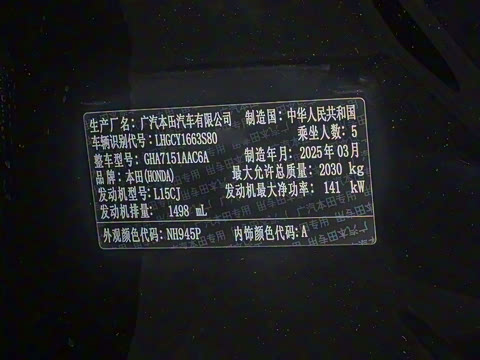 生产厂名：广汽本田汽车有限公司 制造国：中华人民共和国
车辆识别代号：LHGCY1663S80 乘坐人数：5
整车型号：GHA7151AAC6A 制造年月：2025年03月
品牌：本田(HONDA) 最大允许总质量：2030 kg
发动机型号：L15CJ 发动机最大净功率：141 kW
发动机排量：1498 mL
外观颜色代码：NH945P 内饰颜色代码：A